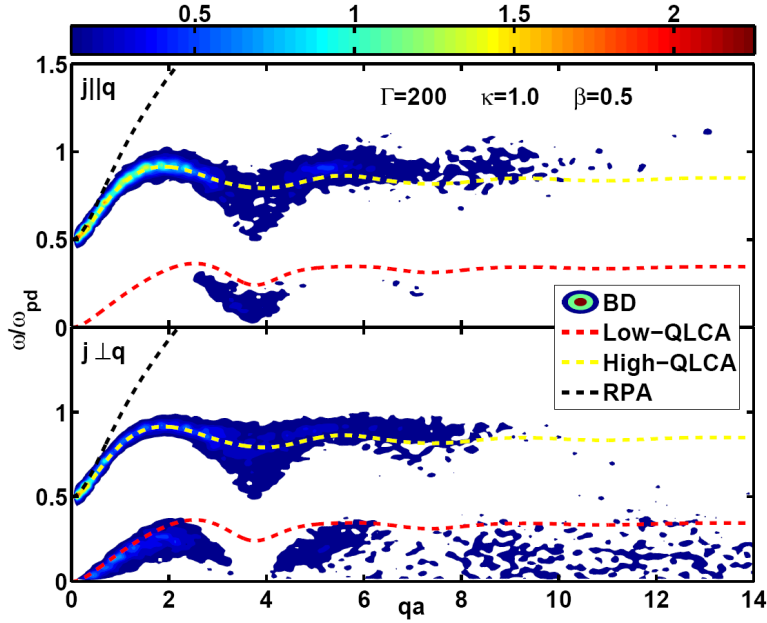 0.5 1 1.5 2
1.5
j||q
Γ=200 κ=1.0 β=0.5
1
0.5
0
ω/ω_pd
j ⊥q
1
0.5
0
BD
Low−QLCA
High−QLCA
RPA
0 2 4 6 8 10 12 14
qa